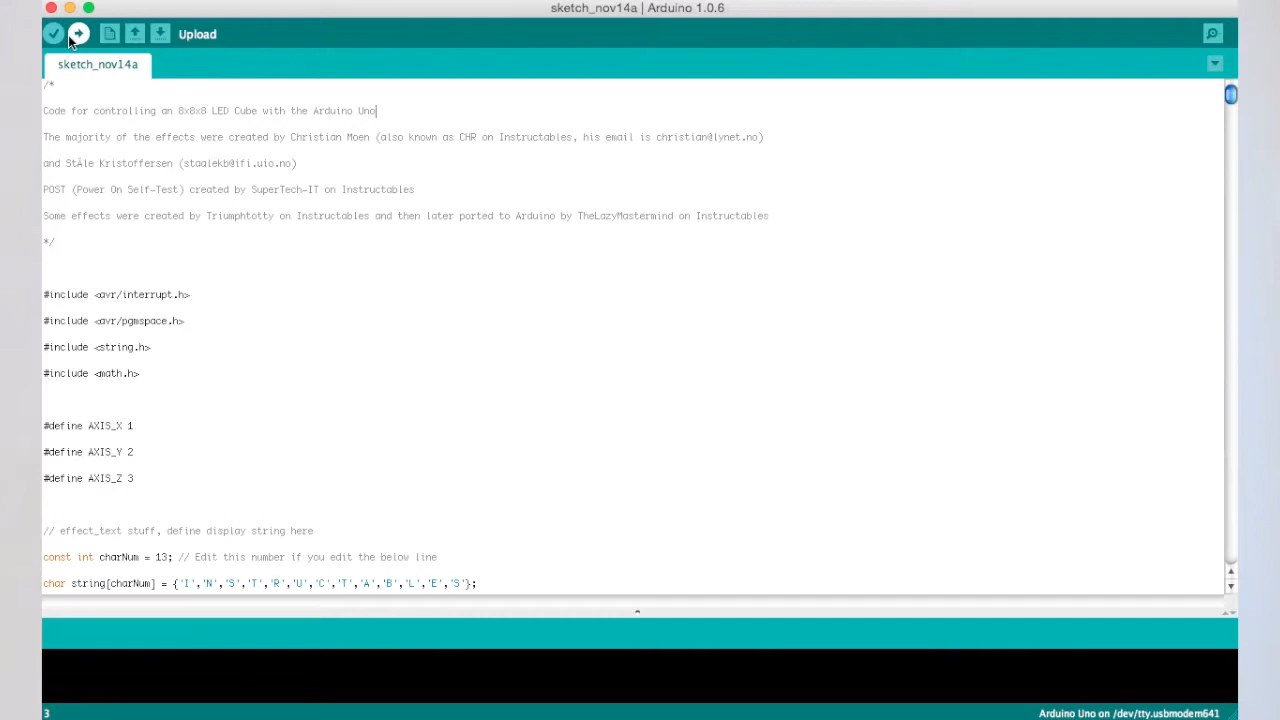 sketch_nov14a | Arduino 1.0.6
Upload
sketch_nov14a
/*
Code for controlling an 8x8x8 LED Cube with the Arduino Uno
The majority of the effects were created by Christian Moen (also known as CHR on Instructables, his email is christian@lynet.no)
and StÅle Kristoffersen (staalekb@ifi.uio.no)
POST (Power On Self-Test) created by SuperTech-IT on Instructables
Some effects were created by Triumphtotty on Instructables and then later ported to Arduino by TheLazyMastermind on Instructables
*/
#include <avr/interrupt.h>
#include <avr/pgmspace.h>
#include <string.h>
#include <math.h>
#define AXIS_X 1
#define AXIS_Y 2
#define AXIS_Z 3
// effect_text stuff, define display string here
const int charNum = 13; // Edit this number if you edit the below line
char string[charNum] = {'I','N','S','T','R','U','C','T','A','B','L','E','S'};
3
Arduino Uno on /dev/tty.usbmodem641